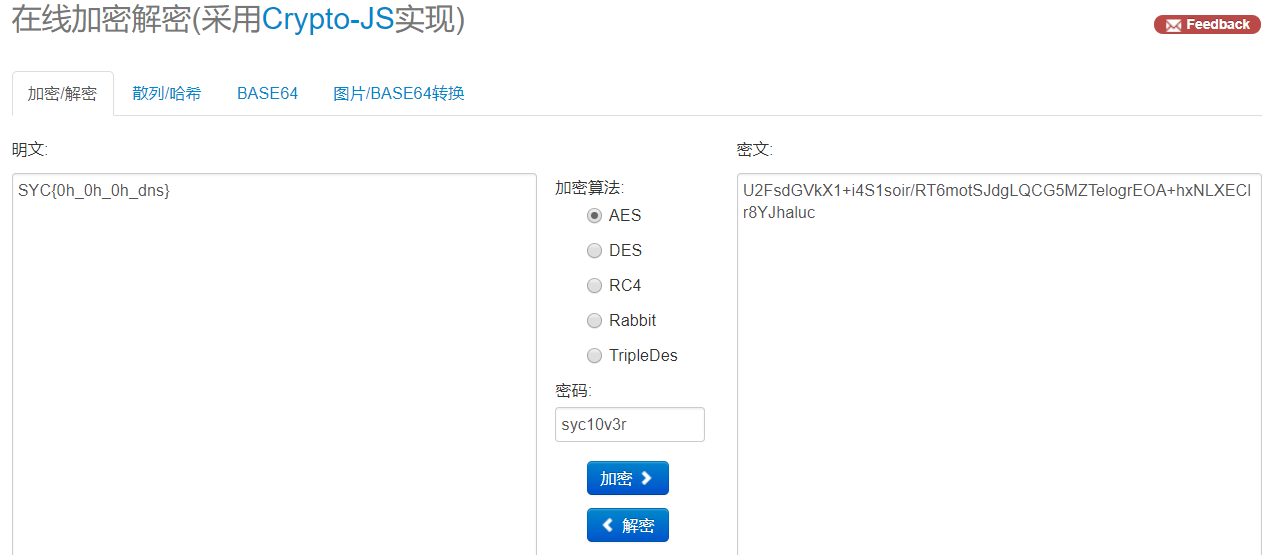 在线加密解密(采用Crypto-JS实现)
Feedback
加密/解密
散列/哈希
BASE64
图片/BASE64转换
明文:
SYC{0h_0h_0h_dns}
加密算法:
AES
DES
RC4
Rabbit
TripleDes
密码:
syc10v3r
加密
解密
密文:
U2FsdGVkX1+i4S1soir/RT6motSJdgLQCG5MZTelogrEOA+hxNLXECl
r8YJhaluc